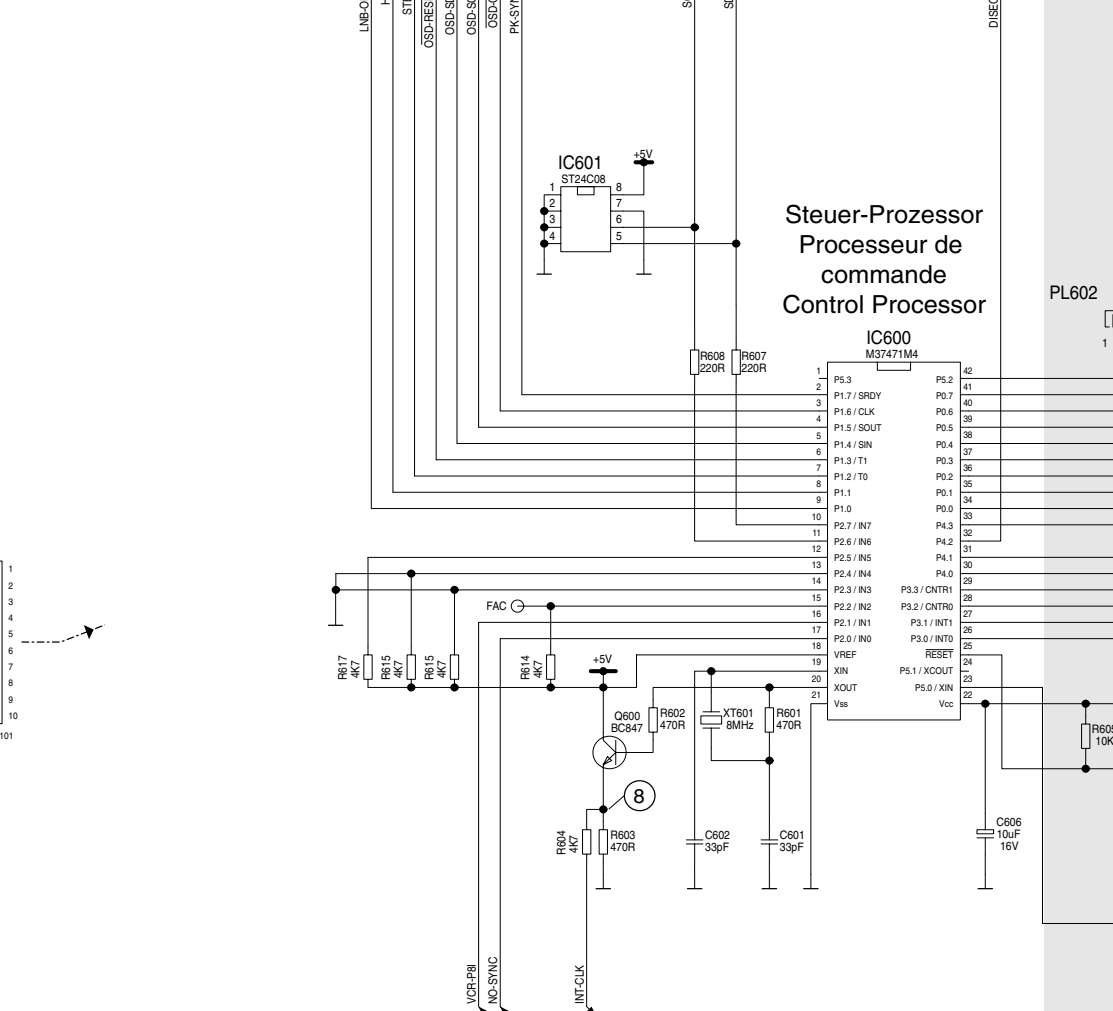 OSD-RES
PK-SYN
IC601
ST24C08
+5V
1
2
3
4
8
7
6
5
Steuer-Prozessor
Processeur de
commande
Control Processor
PL602
1
IC600
M37471M4
R608
220R
R607
220R
1 P5.3
2 P1.7 / SRDY
3 P1.6 / CLK
4 P1.5 / SOUT
5 P1.4 / SIN
6 P1.3 / T1
7 P1.2 / T0
8 P1.1
9 P1.0
10 P2.7 / IN7
11 P2.6 / IN6
12 P2.5 / IN5
13 P2.4 / IN4
14 P2.3 / IN3
15 P2.2 / IN2
16 P2.1 / IN1
17 P2.0 / IN0
18 VREF
19 XIN
20 XOUT
21 Vss
P5.2 42
P0.7 41
P0.6 40
P0.5 39
P0.4 38
P0.3 37
P0.2 36
P0.1 35
P0.0 34
P4.3 33
P4.2 32
P4.1 31
P4.0 30
P3.3 / CNTR1 29
P3.2 / CNTR0 28
P3.1 / INT1 27
P3.0 / INT0 26
RESET 25
P5.1 / XCOUT 24
P5.0 / XIN 23
Vcc 22
1
2
3
4
5
6
7
8
9
10
101
FAC
R617
4K7
R615
4K7
R615
4K7
R614
4K7
+5V
Q600
BC847
R602
470R
XT601
8MHz
R601
470R
R605
10K
8
R604
4K7
R603
470R
C602
33pF
C601
33pF
C606
10uF
16V
VCR-P8I
NO-SYNC
INT-CLK